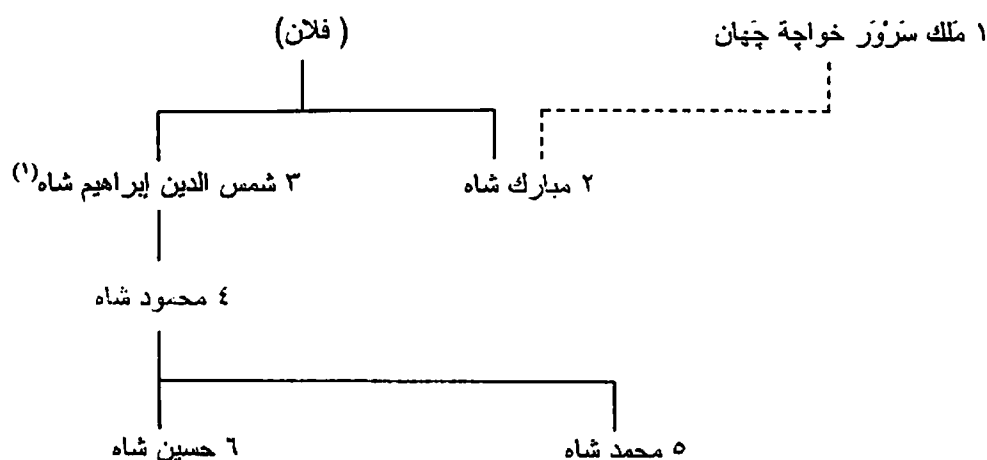 ١ مَلك سَرْوَر خواجة جَهان
( فلان)
٢ مبارك شاه
٣ شمس الدين إبراهيم شاه(١)
٤ محمود شاه
٥ محمد شاه
٦ حسين شاه